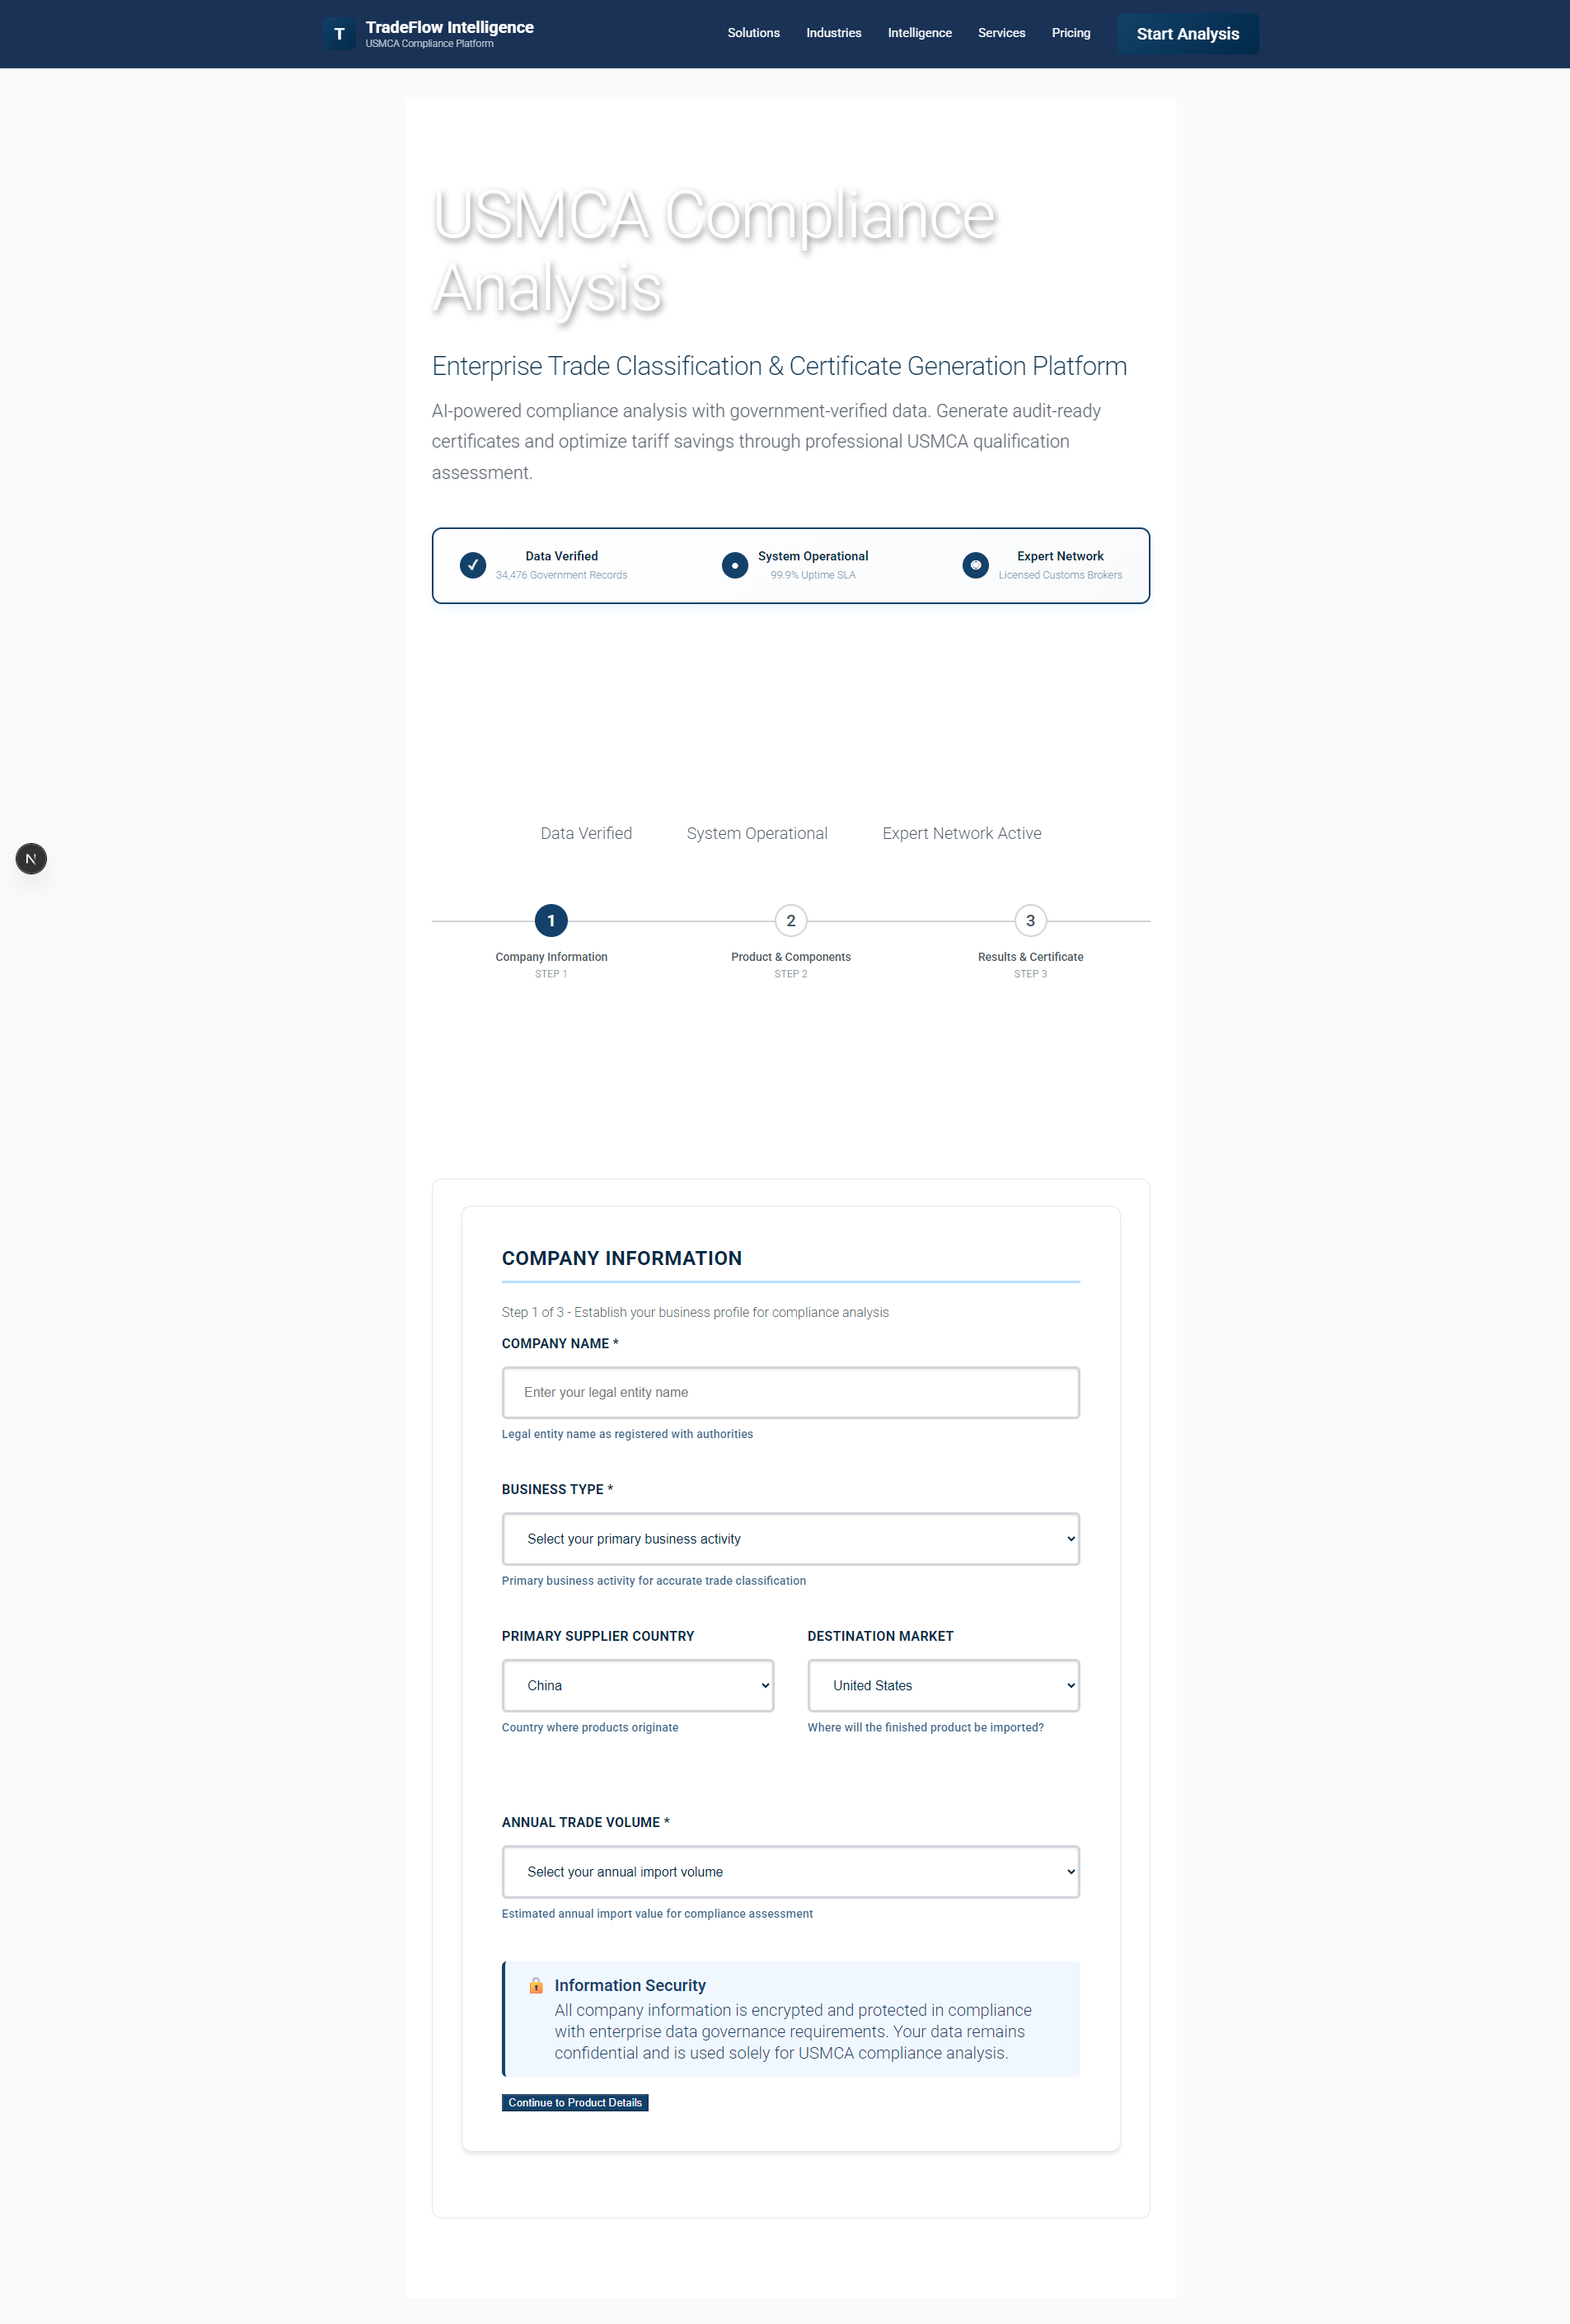 T
TradeFlow Intelligence
USMCA Compliance Platform
Solutions
Industries
Intelligence
Services
Pricing
Start Analysis
USMCA Compliance
Analysis
Enterprise Trade Classification & Certificate Generation Platform
AI-powered compliance analysis with government-verified data. Generate audit-ready
certificates and optimize tariff savings through professional USMCA qualification
assessment.
✓
Data Verified
34,476 Government Records
System Operational
99.9% Uptime SLA
Expert Network
Licensed Customs Brokers
Data Verified
System Operational
Expert Network Active
N
1
2
3
Company Information
Product & Components
Results & Certificate
STEP 1
STEP 2
STEP 3
COMPANY INFORMATION
Step 1 of 3 - Establish your business profile for compliance analysis
COMPANY NAME *
Enter your legal entity name
Legal entity name as registered with authorities
BUSINESS TYPE *
Select your primary business activity
Primary business activity for accurate trade classification
PRIMARY SUPPLIER COUNTRY
DESTINATION MARKET
China
United States
Country where products originate
Where will the finished product be imported?
ANNUAL TRADE VOLUME *
Select your annual import volume
Estimated annual import value for compliance assessment
🔒 Information Security
All company information is encrypted and protected in compliance
with enterprise data governance requirements. Your data remains
confidential and is used solely for USMCA compliance analysis.
Continue to Product Details